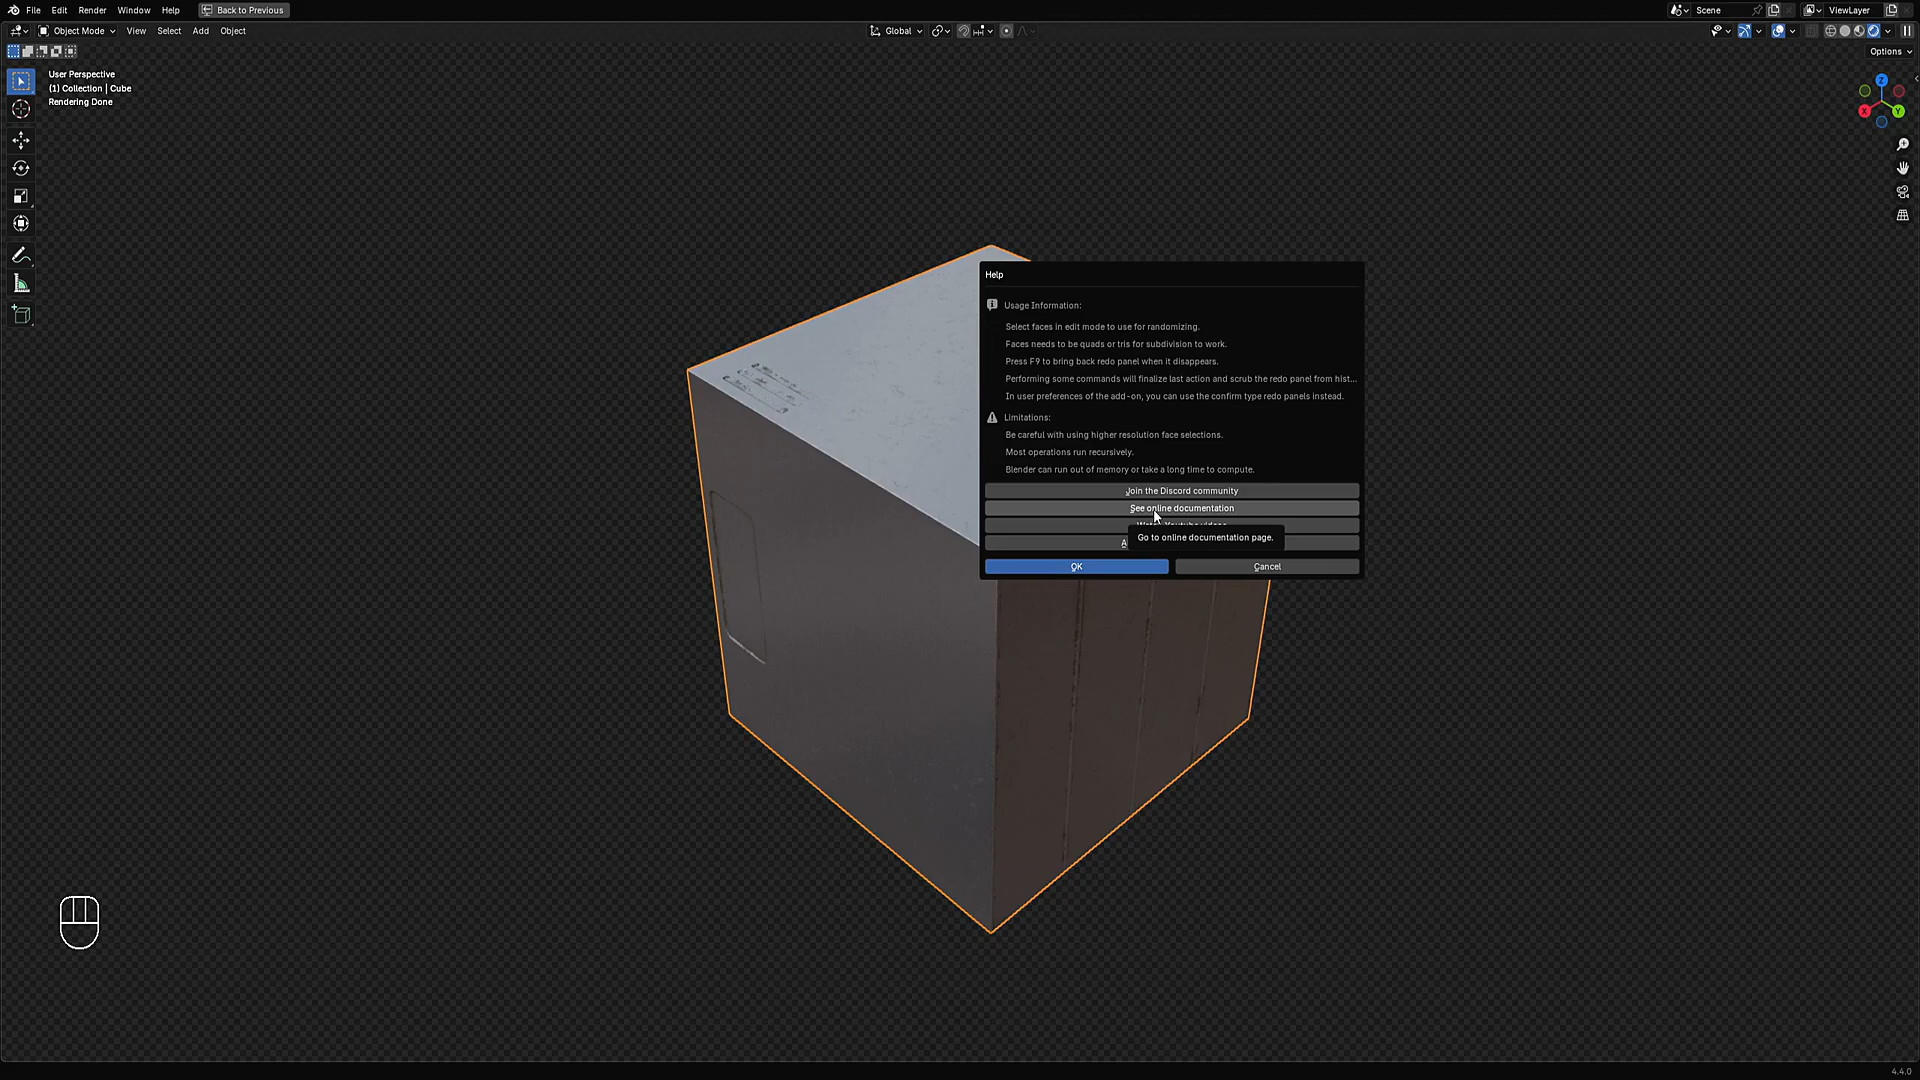 File Edit Render Window Help Back to Previous Scene ViewLayer
Object Mode View Select Add Object Global
Options
User Perspective
(1) Collection | Cube
Rendering Done
Z
X Y
Help
Usage Information:
Select faces in edit mode to use for randomizing.
Faces needs to be quads or tris for subdivision to work.
Press F9 to bring back redo panel when it disappears.
Performing some commands will finalize last action and scrub the redo panel from hist...
In user preferences of the add-on, you can use the confirm type redo panels instead.
Limitations:
Be careful with using higher resolution face selections.
Most operations run recursively.
Blender can run out of memory or take a long time to compute.
Join the Discord community
See online documentation
Go to online documentation page.
OK Cancel
4.4.0